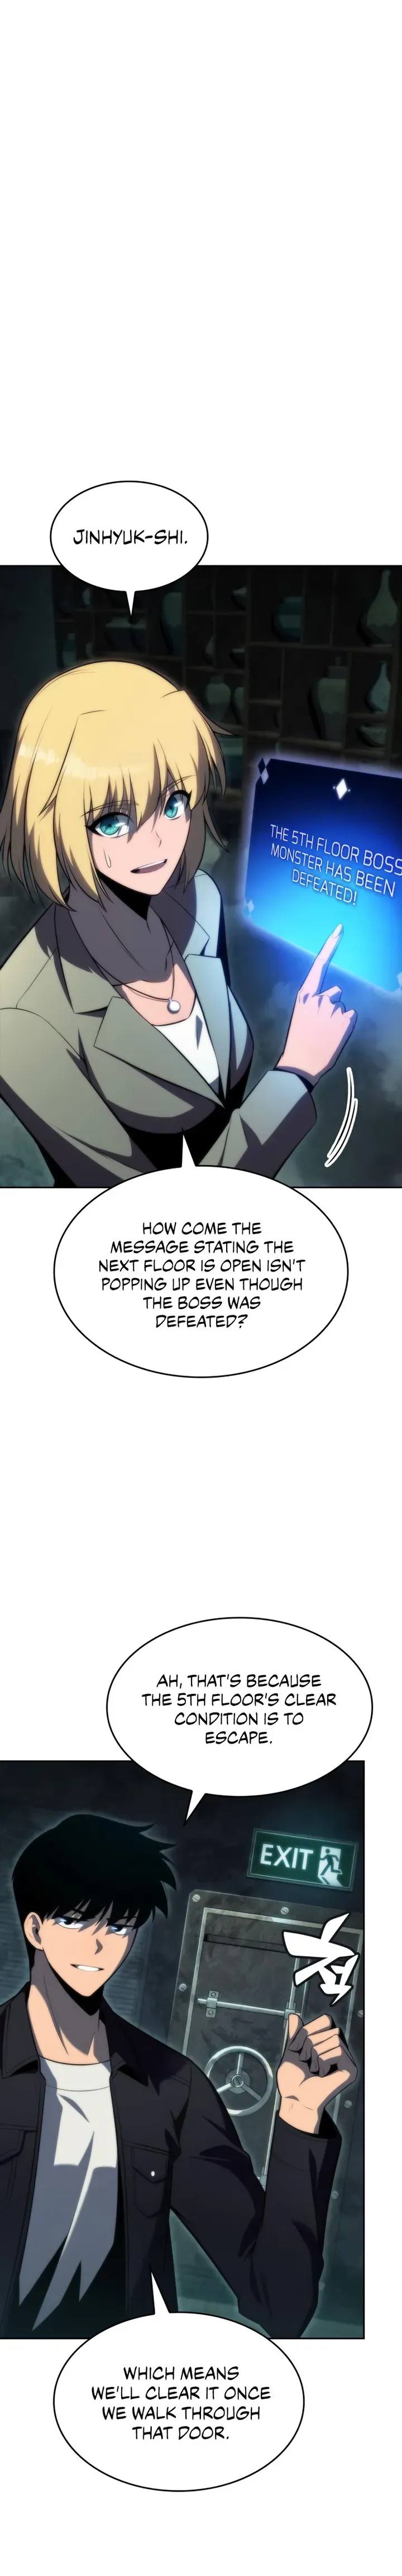 JINHYUK-SHI.
THE 5TH FLOOR BOSS
MONSTER HAS BEEN
DEFEATED!
HOW COME THE
MESSAGE STATING THE
NEXT FLOOR IS OPEN ISN'T
POPPING UP EVEN THOUGH
THE BOSS WAS
DEFEATED?
AH, THAT'S BECAUSE
THE 5TH FLOOR'S CLEAR
CONDITION IS TO
ESCAPE.
EXIT
WHICH MEANS
WE'LL CLEAR IT ONCE
WE WALK THROUGH
THAT DOOR.